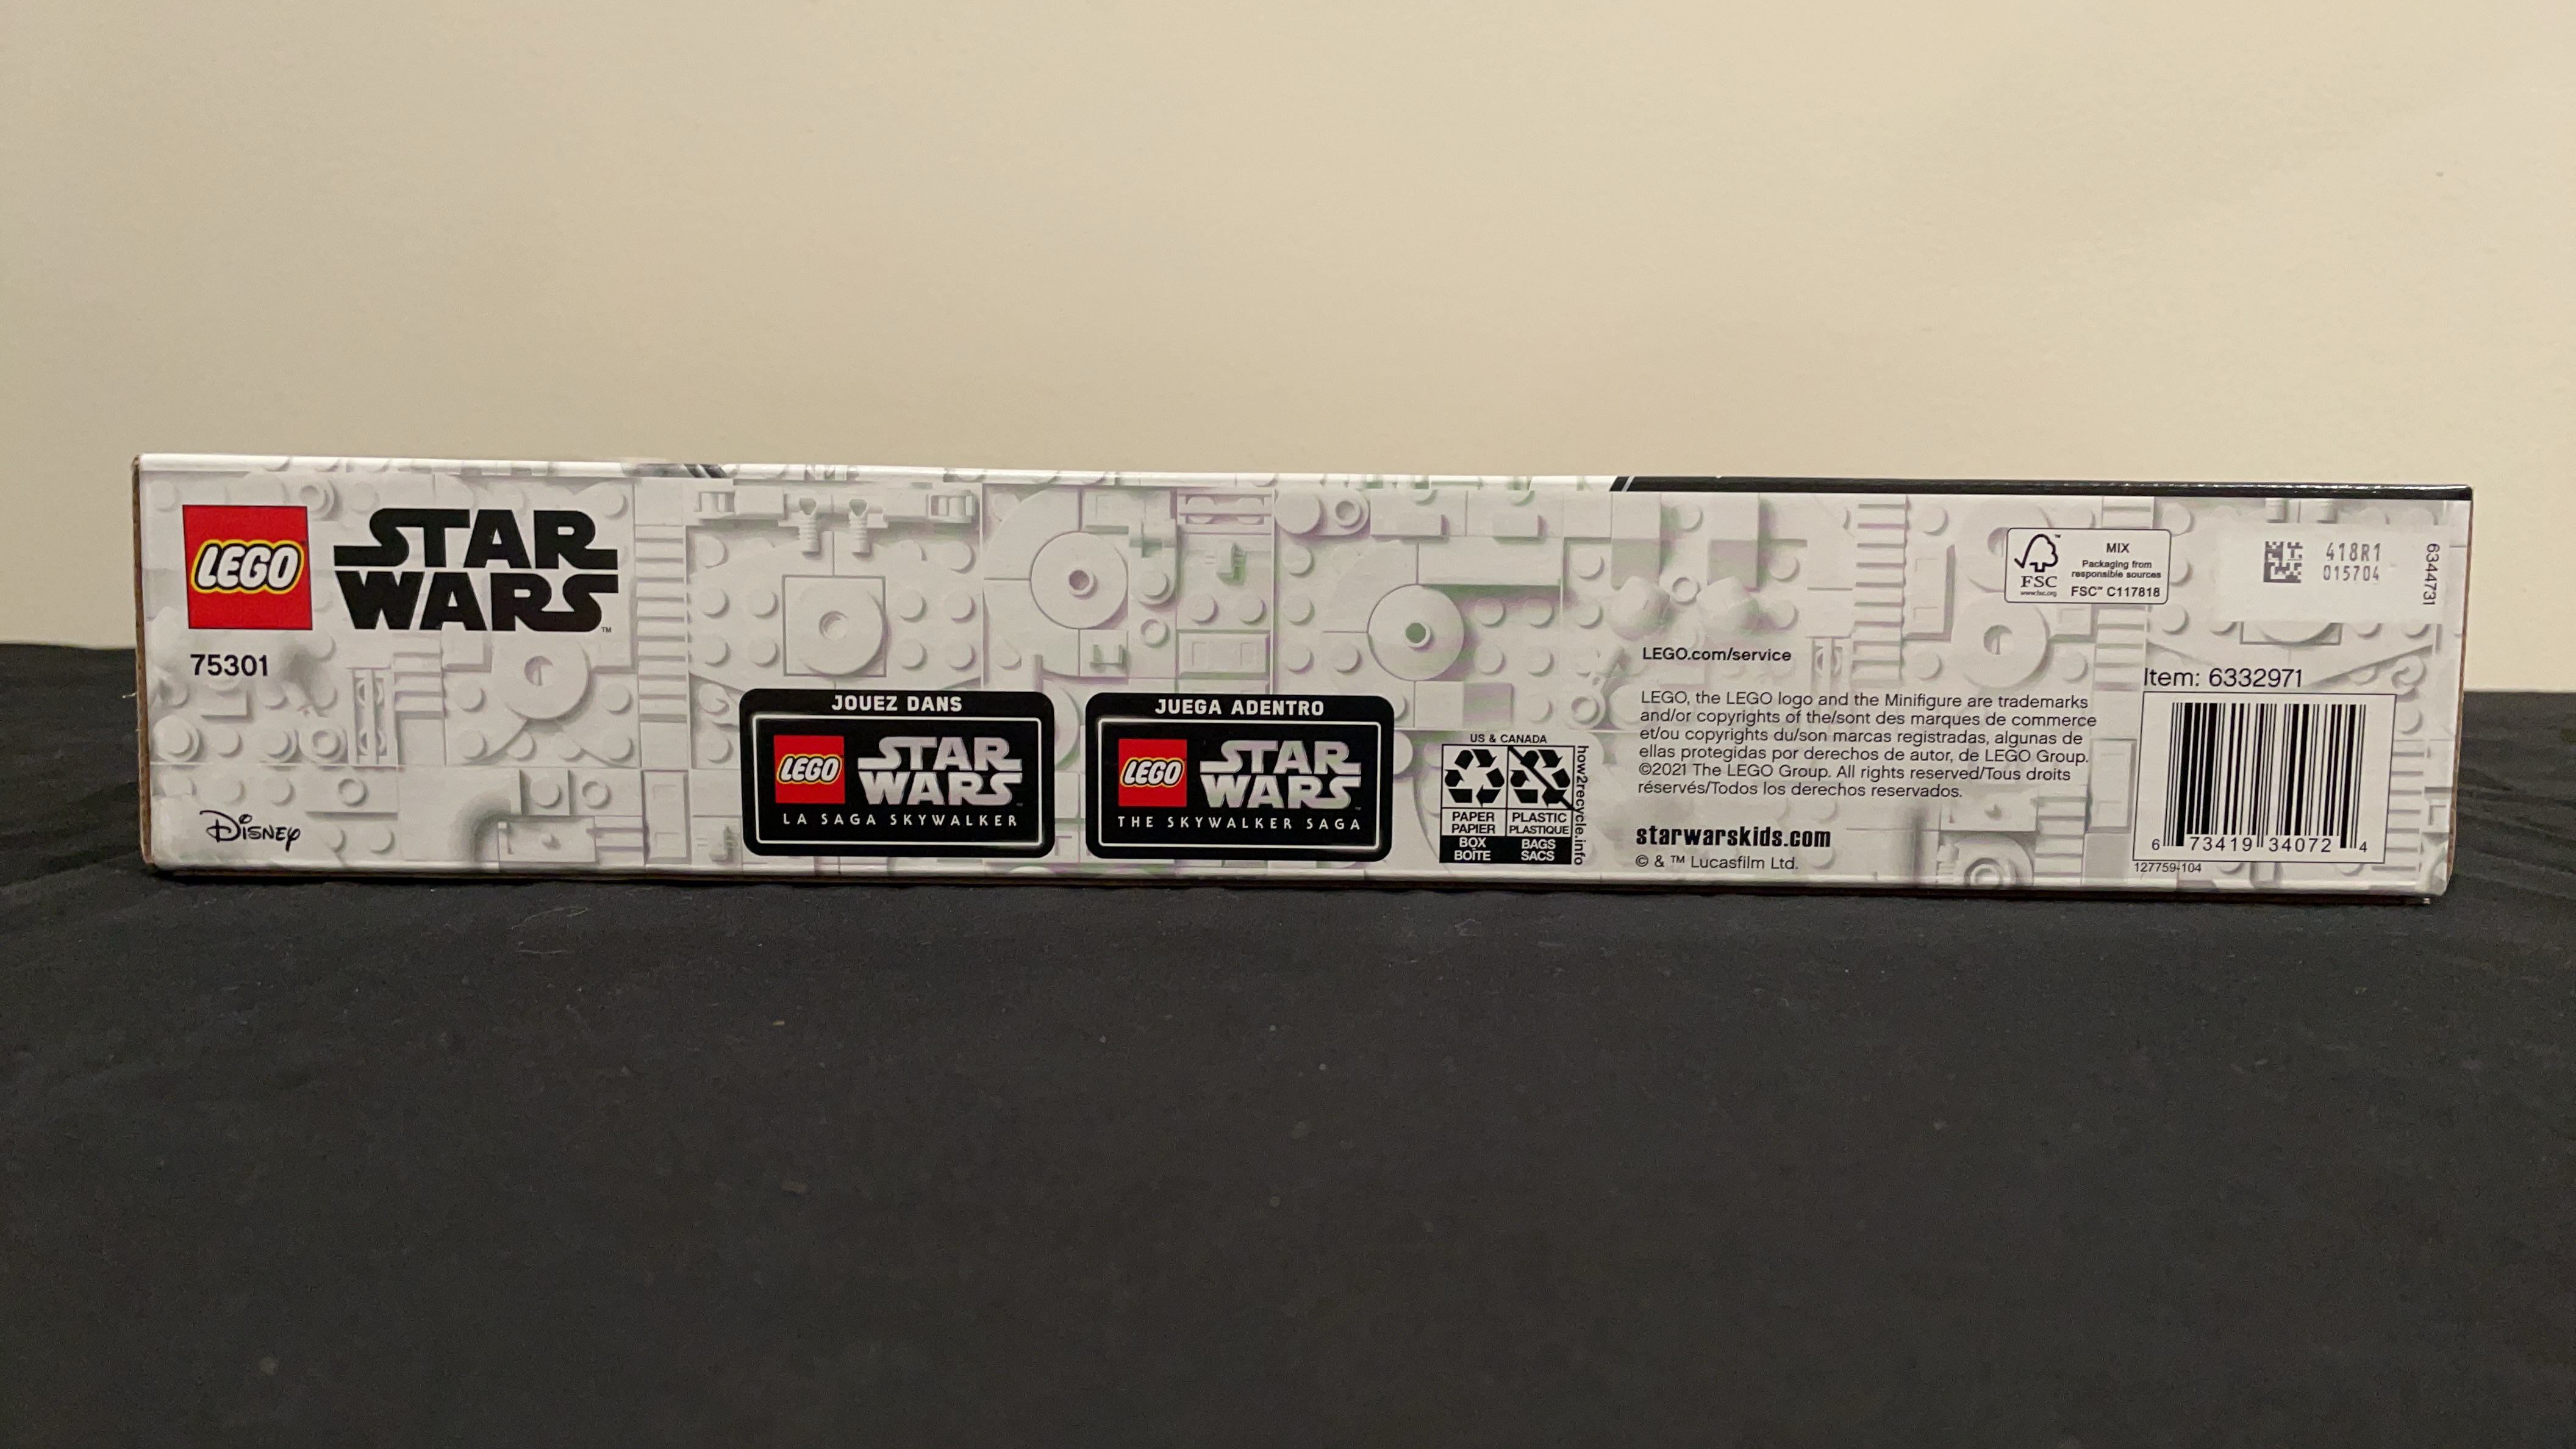 LEGO
STAR
WARS™
75301
Disney
JOUEZ DANS
LEGO
STAR
WARS
LA SAGA SKYWALKER
JUEGA ADENTRO
LEGO
STAR
WARS
THE SKYWALKER SAGA
US & CANADA
PAPER
PAPIER
BOX
BOÎTE
PLASTIC
PLASTIQUE
BAGS
SACS
how2recycle.info
LEGO.com/service
LEGO, the LEGO logo and the Minifigure are trademarks
and/or copyrights of the/sont des marques de commerce
et/ou copyrights du/son marcas registradas, algunas de
ellas protegidas por derechos de autor, de LEGO Group.
©2021 The LEGO Group. All rights reserved/Tous droits
réservés/Todos los derechos reservados.
starwarskids.com
© & ™ Lucasfilm Ltd.
FSC
www.fsc.org
MIX
Packaging from
responsible sources
FSC™ C117818
418R1
015704
6344731
Item: 6332971
6 73419 34072 4
127759-104